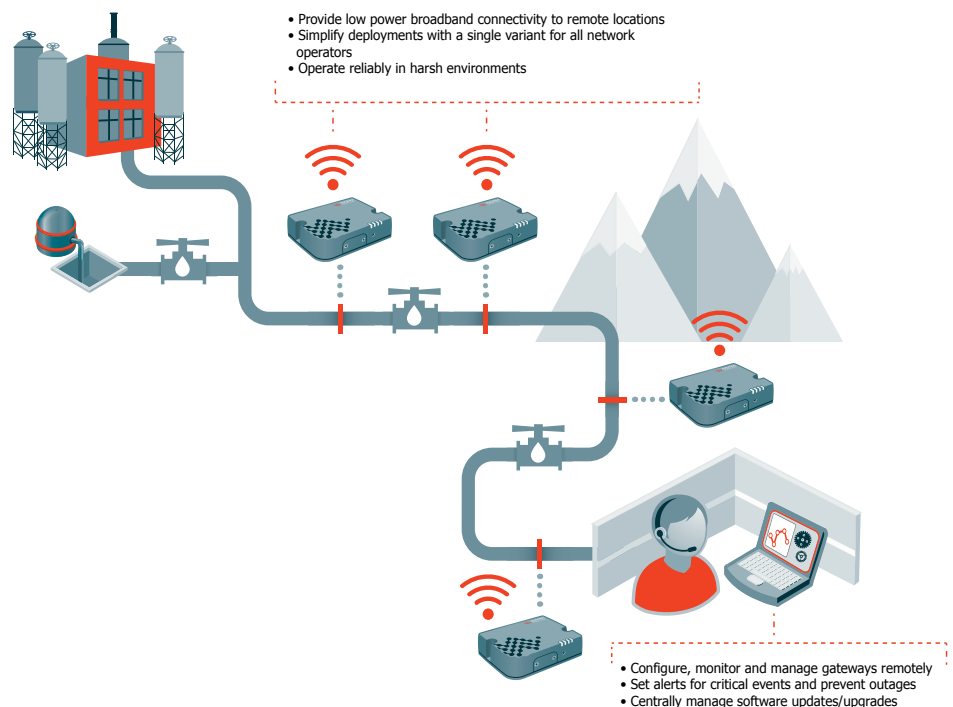 • Provide low power broadband connectivity to remote locations
• Simplify deployments with a single variant for all network
operators
• Operate reliably in harsh environments
• Configure, monitor and manage gateways remotely
• Set alerts for critical events and prevent outages
• Centrally manage software updates/upgrades